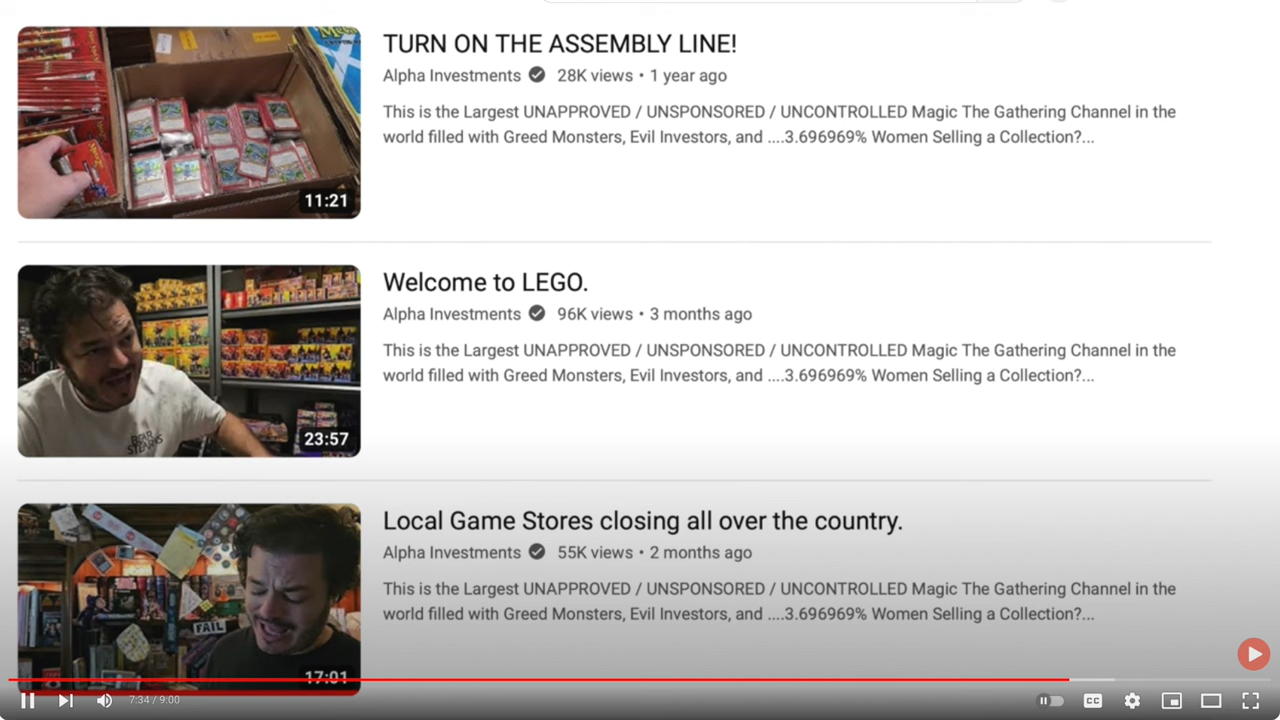 TURN ON THE ASSEMBLY LINE!
Alpha Investments 28K views • 1 year ago
This is the Largest UNAPPROVED / UNSPONSORED / UNCONTROLLED Magic The Gathering Channel in the
world filled with Greed Monsters, Evil Investors, and ....3.696969% Women Selling a Collection?...
11:21
Welcome to LEGO.
Alpha Investments 96K views • 3 months ago
This is the Largest UNAPPROVED / UNSPONSORED / UNCONTROLLED Magic The Gathering Channel in the
world filled with Greed Monsters, Evil Investors, and ....3.696969% Women Selling a Collection?...
BEAR
STEARNS
23:57
Local Game Stores closing all over the country.
Alpha Investments 55K views • 2 months ago
This is the Largest UNAPPROVED / UNSPONSORED / UNCONTROLLED Magic The Gathering Channel in the
world filled with Greed Monsters, Evil Investors, and ....3.696969% Women Selling a Collection?...
FAIL
17:01
7:34 / 9:00
CC